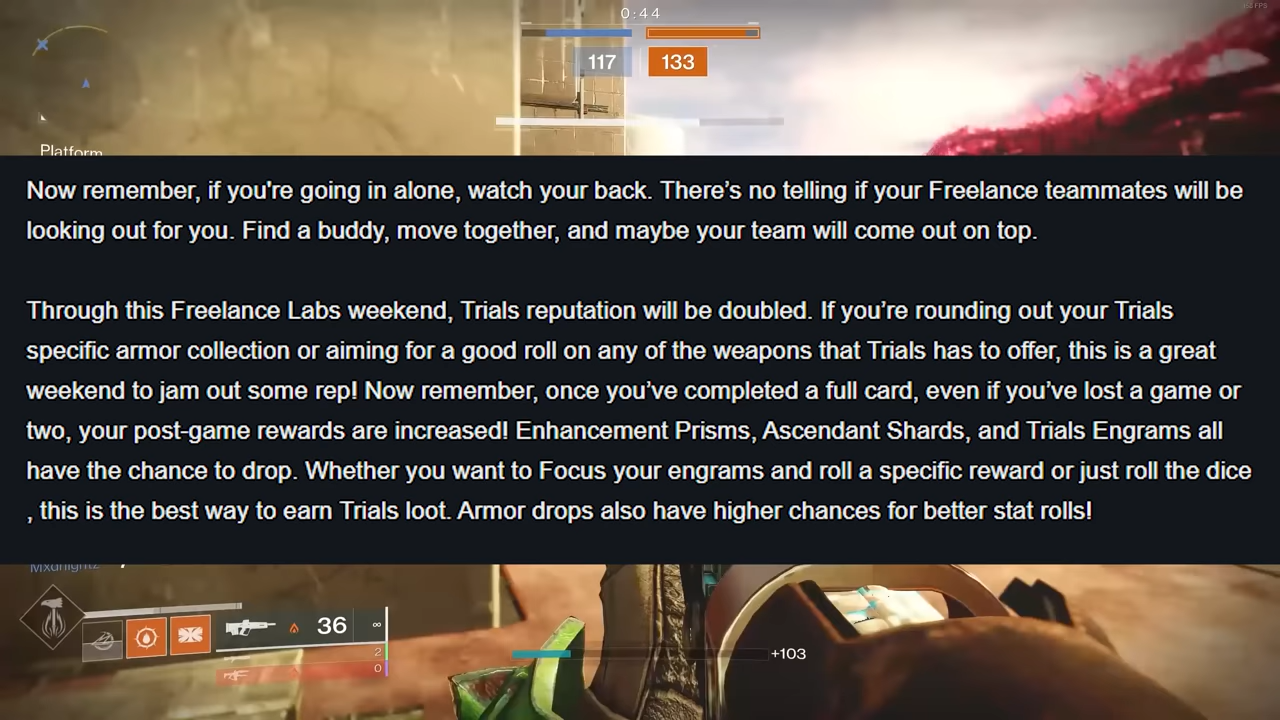 0:44
117
133
Platform
Now remember, if you're going in alone, watch your back. There’s no telling if your Freelance teammates will be
looking out for you. Find a buddy, move together, and maybe your team will come out on top.
Through this Freelance Labs weekend, Trials reputation will be doubled. If you’re rounding out your Trials
specific armor collection or aiming for a good roll on any of the weapons that Trials has to offer, this is a great
weekend to jam out some rep! Now remember, once you’ve completed a full card, even if you’ve lost a game or
two, your post-game rewards are increased! Enhancement Prisms, Ascendant Shards, and Trials Engrams all
have the chance to drop. Whether you want to Focus your engrams and roll a specific reward or just roll the dice
, this is the best way to earn Trials loot. Armor drops also have higher chances for better stat rolls!
36
∞
2
0
+103